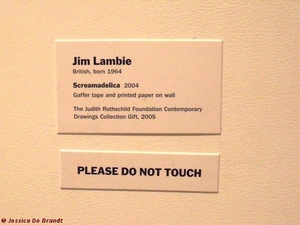 Jim Lambie
British, born 1964
Screamadelica 2004
Gaffer tape and printed paper on wall
The Judith Rothschild Foundation Contemporary
Drawings Collection Gift, 2005
PLEASE DO NOT TOUCH
© Jessica De Brandt